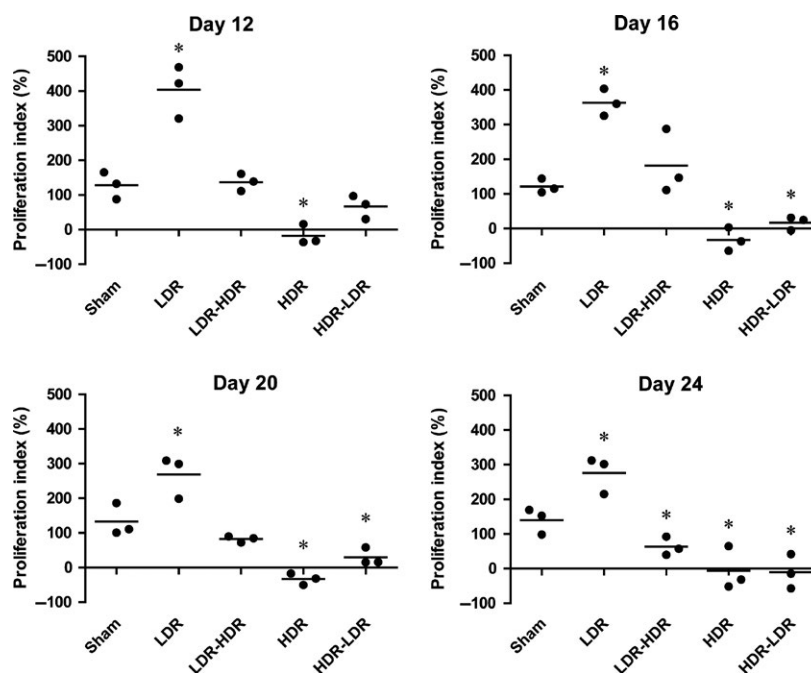 Day 12
Proliferation index (%)
500
400
300
200
100
0
–100
*
*
Sham
LDR
LDR-HDR
HDR
HDR-LDR
Day 16
Proliferation index (%)
500
400
300
200
100
0
–100
*
*
*
Sham
LDR
LDR-HDR
HDR
HDR-LDR
Day 20
Proliferation index (%)
500
400
300
200
100
0
–100
*
*
*
Sham
LDR
LDR-HDR
HDR
HDR-LDR
Day 24
Proliferation index (%)
500
400
300
200
100
0
–100
*
*
*
*
Sham
LDR
LDR-HDR
HDR
HDR-LDR